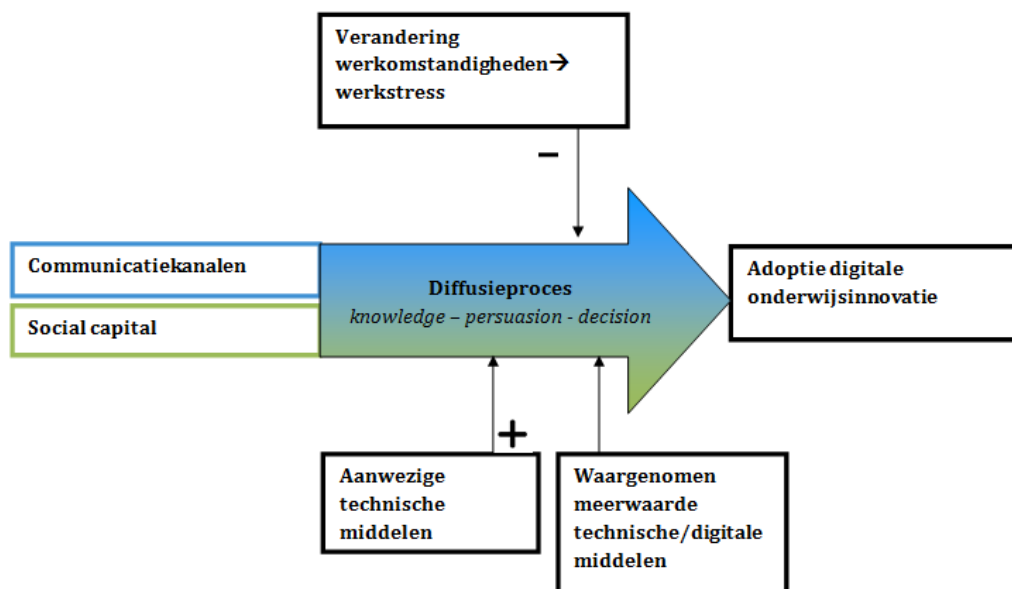 Verandering
werkomstandigheden→
werkstress
−
Communicatiekanalen
Social capital
Diffusieproces
knowledge – persuasion - decision
Adoptie digitale
onderwijsinnovatie
+
Aanwezige
technische
middelen
Waargenomen
meerwaarde
technische/digitale
middelen